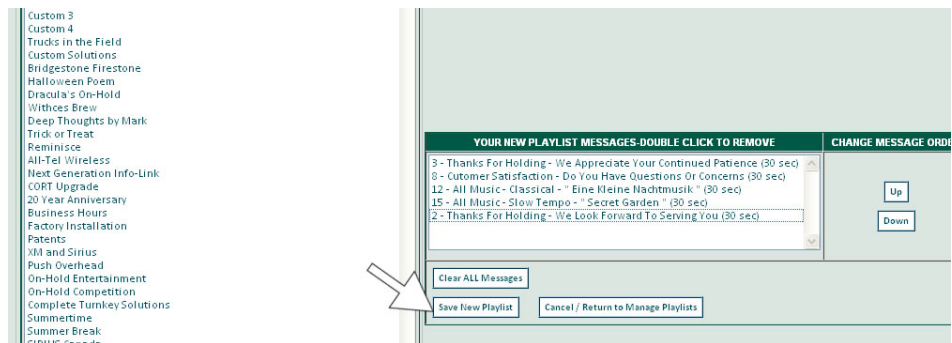 Custom 3
Custom 4
Trucks in the Field
Custom Solutions
Bridgestone Firestone
Halloween Poem
Dracula's On-Hold
Withces Brew
Deep Thoughts by Mark
Trick or Treat
Reminisce
All-Tel Wireless
Next Generation Info-Link
CORT Upgrade
20 Year Anniversary
Business Hours
Factory Installation
Patents
XM and Sirius
Push Overhead
On-Hold Entertainment
On-Hold Competition
Complete Turnkey Solutions
Summertime
Summer Break
SIRIUS Canada
YOUR NEW PLAYLIST MESSAGES-DOUBLE CLICK TO REMOVE
CHANGE MESSAGE ORDE
3 - Thanks For Holding - We Appreciate Your Continued Patience (30 sec)
8 - Cutomer Satisfaction - Do You Have Questions Or Concerns (30 sec)
12 - All Music - Classical - " Eine Kleine Nachtmusik " (30 sec)
15 - All Music - Slow Tempo - " Secret Garden " (30 sec)
2 - Thanks For Holding - We Look Forward To Serving You (30 sec)
Up
Down
Clear ALL Messages
Save New Playlist
Cancel / Return to Manage Playlists